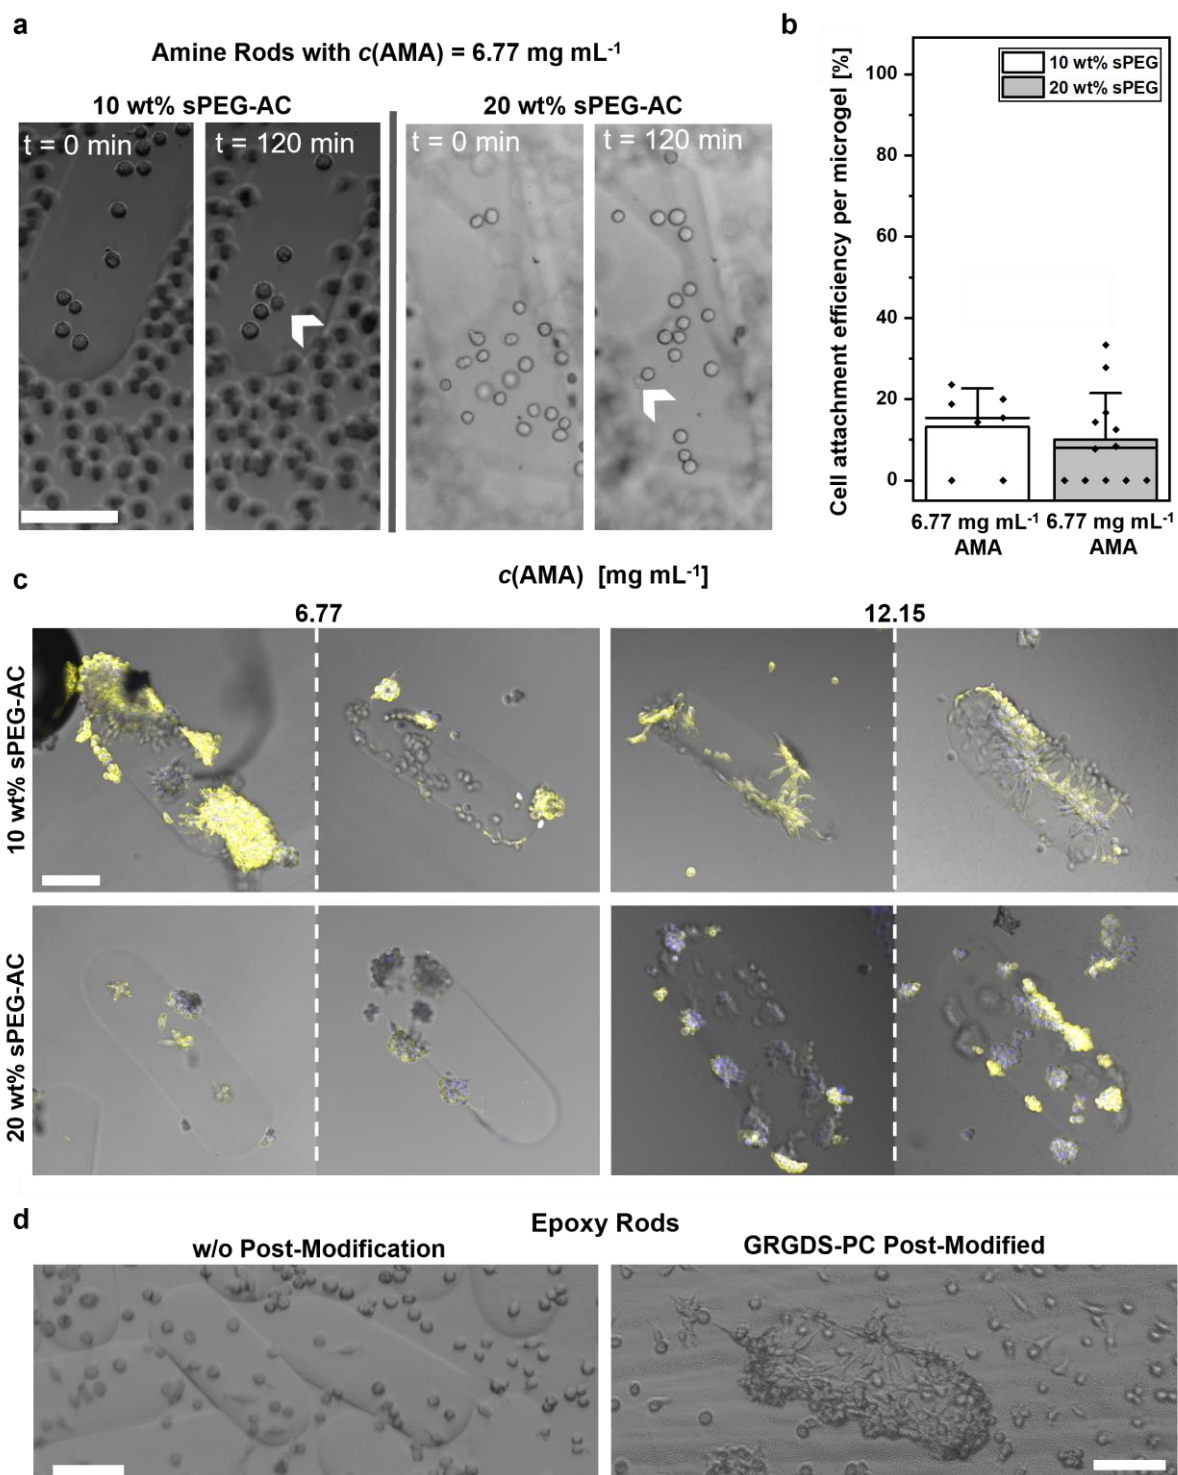 a
Amine Rods with c(AMA) = 6.77 mg mL⁻¹
10 wt% sPEG-AC
20 wt% sPEG-AC
t = 0 min
t = 120 min
t = 0 min
t = 120 min
b
Cell attachment efficiency per microgel [%]
100
80
60
40
20
0
10 wt% sPEG
20 wt% sPEG
6.77 mg mL⁻¹
AMA
6.77 mg mL⁻¹
AMA
c
c(AMA) [mg mL⁻¹]
6.77
12.15
10 wt% sPEG-AC
20 wt% sPEG-AC
d
Epoxy Rods
w/o Post-Modification
GRGDS-PC Post-Modified